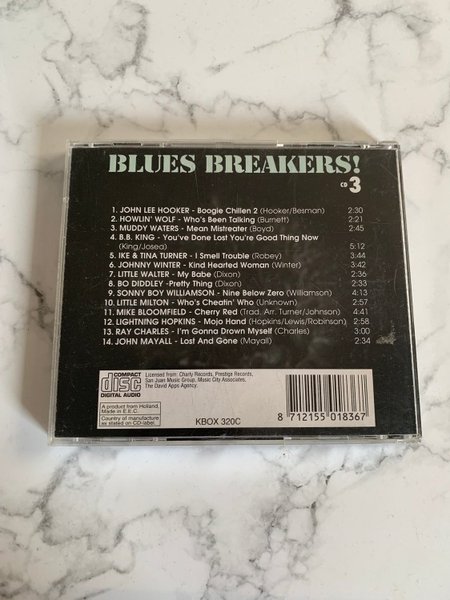 BLUES BREAKERS!
CD 3
1. JOHN LEE HOOKER - Boogie Chillen 2 (Hooker/Besman) 2:30
2. HOWLIN' WOLF - Who's Been Talking (Burnett) 2:20
3. MUDDY WATERS - Mean Mistreater (Boyd) 2:45
4. B.B. KING - You've Done Lost You're Good Thing Now
(King/Josea) 5:12
5. IKE & TINA TURNER - I Smell Trouble (Robey) 3:44
6. JOHNNY WINTER - Kind Hearted Woman (Winter) 3:42
7. LITTLE WALTER - My Babe (Dixon) 2:36
8. BO DIDDLEY -Pretty Thing (Dixon) 2:33
9. SONNY BOY WILLIAMSON - Nine Below Zero (Williamson) 4:13
10. LITTLE MILTON - Who's Cheatin' Who (Unknown) 2:57
11. MIKE BLOOMFIELD - Cherry Red (Trad. Arr. Turner/Johnson) 4:41
12. LIGHTNING HOPKINS - Mojo Hand (Hopkins/Lewis/Robinson) 2:58
13. RAY CHARLES - I'm Gonna Drown Myself (Charles) 3:31
14. JOHN MAYALL - Lost And Gone (Mayall) 2:34
COMPACT
disc
DIGITAL AUDIO
Licensed from: Charly Records, Prestige Records,
San Juan Music Group, Music City Associates,
The David Apps Agency.
A product from Holland.
Made in E.E.C.
Country of manufacture
as stated on CD-label.
KBOX 320C
8 712155 018367